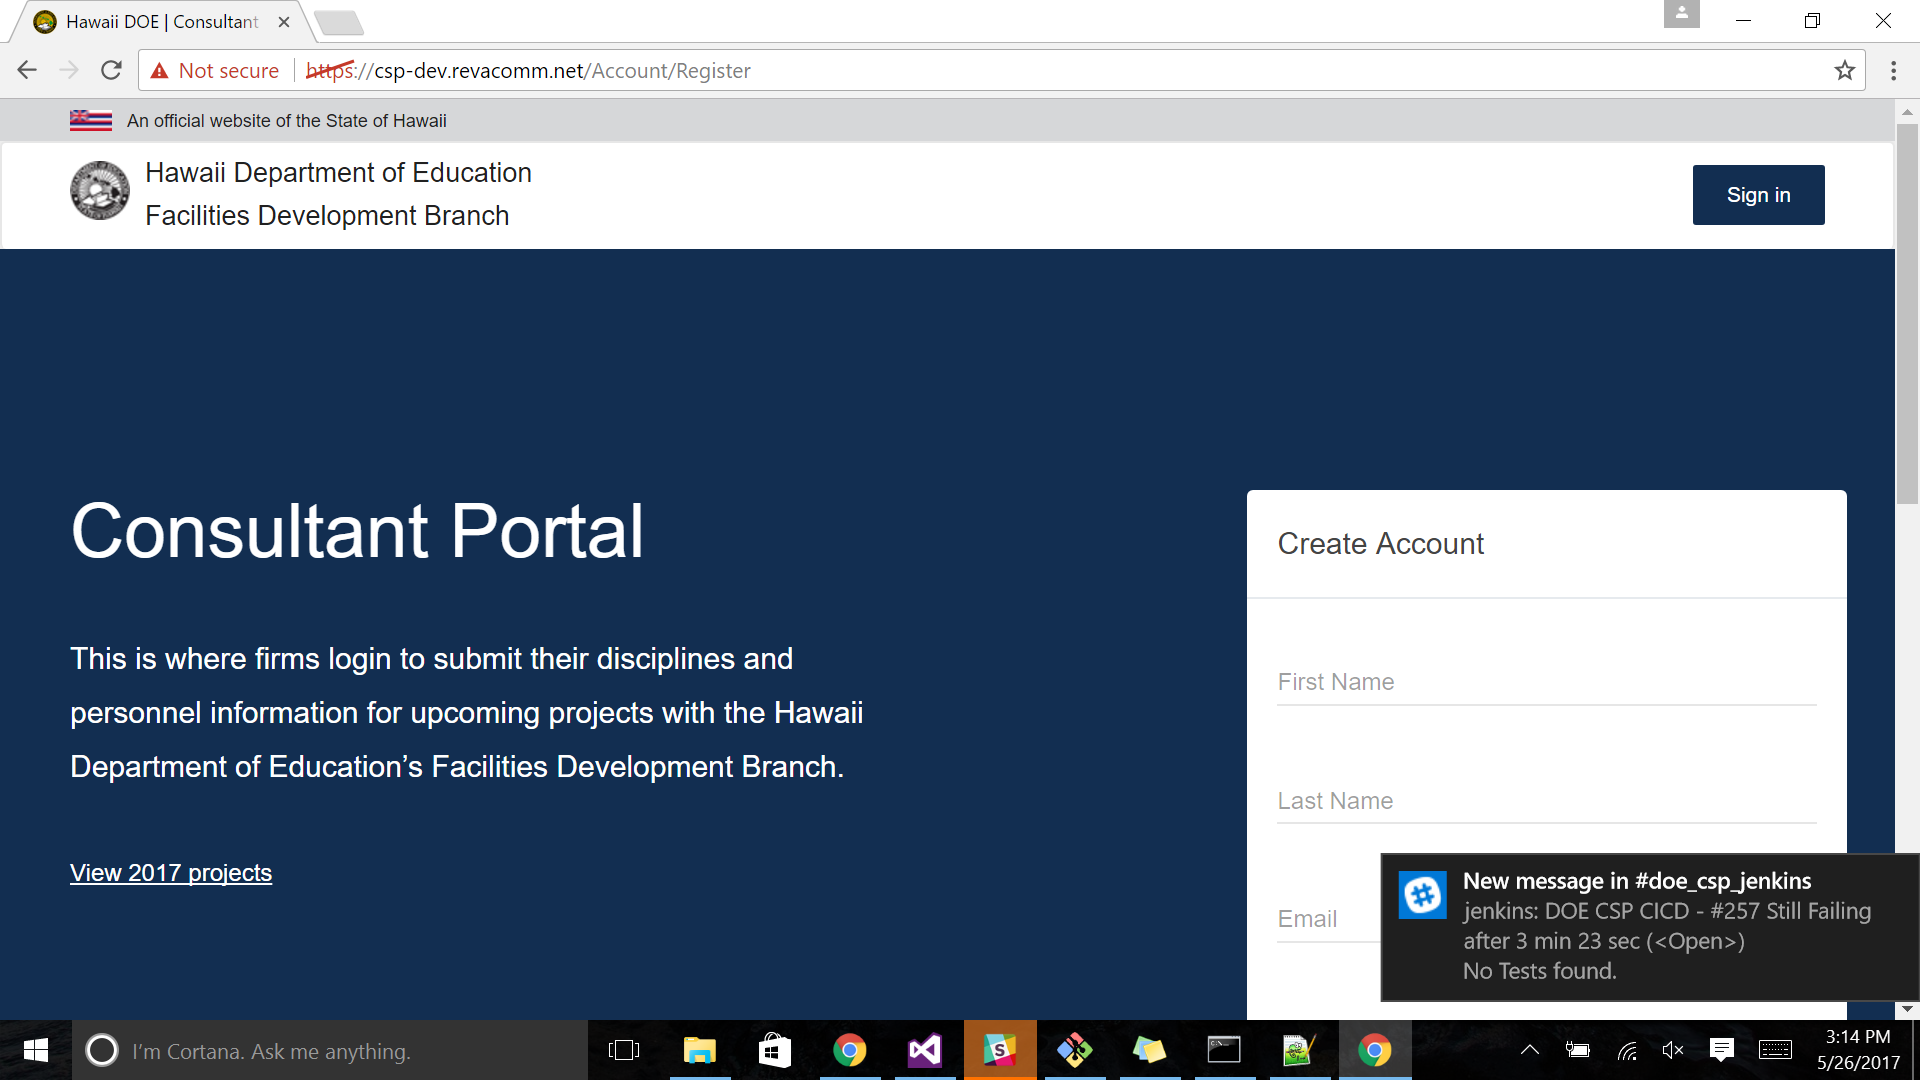 Hawaii DOE | Consultant
Not secure
https://csp-dev.revacomm.net/Account/Register
An official website of the State of Hawaii
Hawaii Department of Education
Facilities Development Branch
Sign in
Consultant Portal
This is where firms login to submit their disciplines and
personnel information for upcoming projects with the Hawaii
Department of Education’s Facilities Development Branch.
View 2017 projects
Create Account
First Name
Last Name
Email
New message in #doe_csp_jenkins
jenkins: DOE CSP CICD - #257 Still Failing
after 3 min 23 sec (<Open>)
No Tests found.
I'm Cortana. Ask me anything.
3:14 PM
5/26/2017